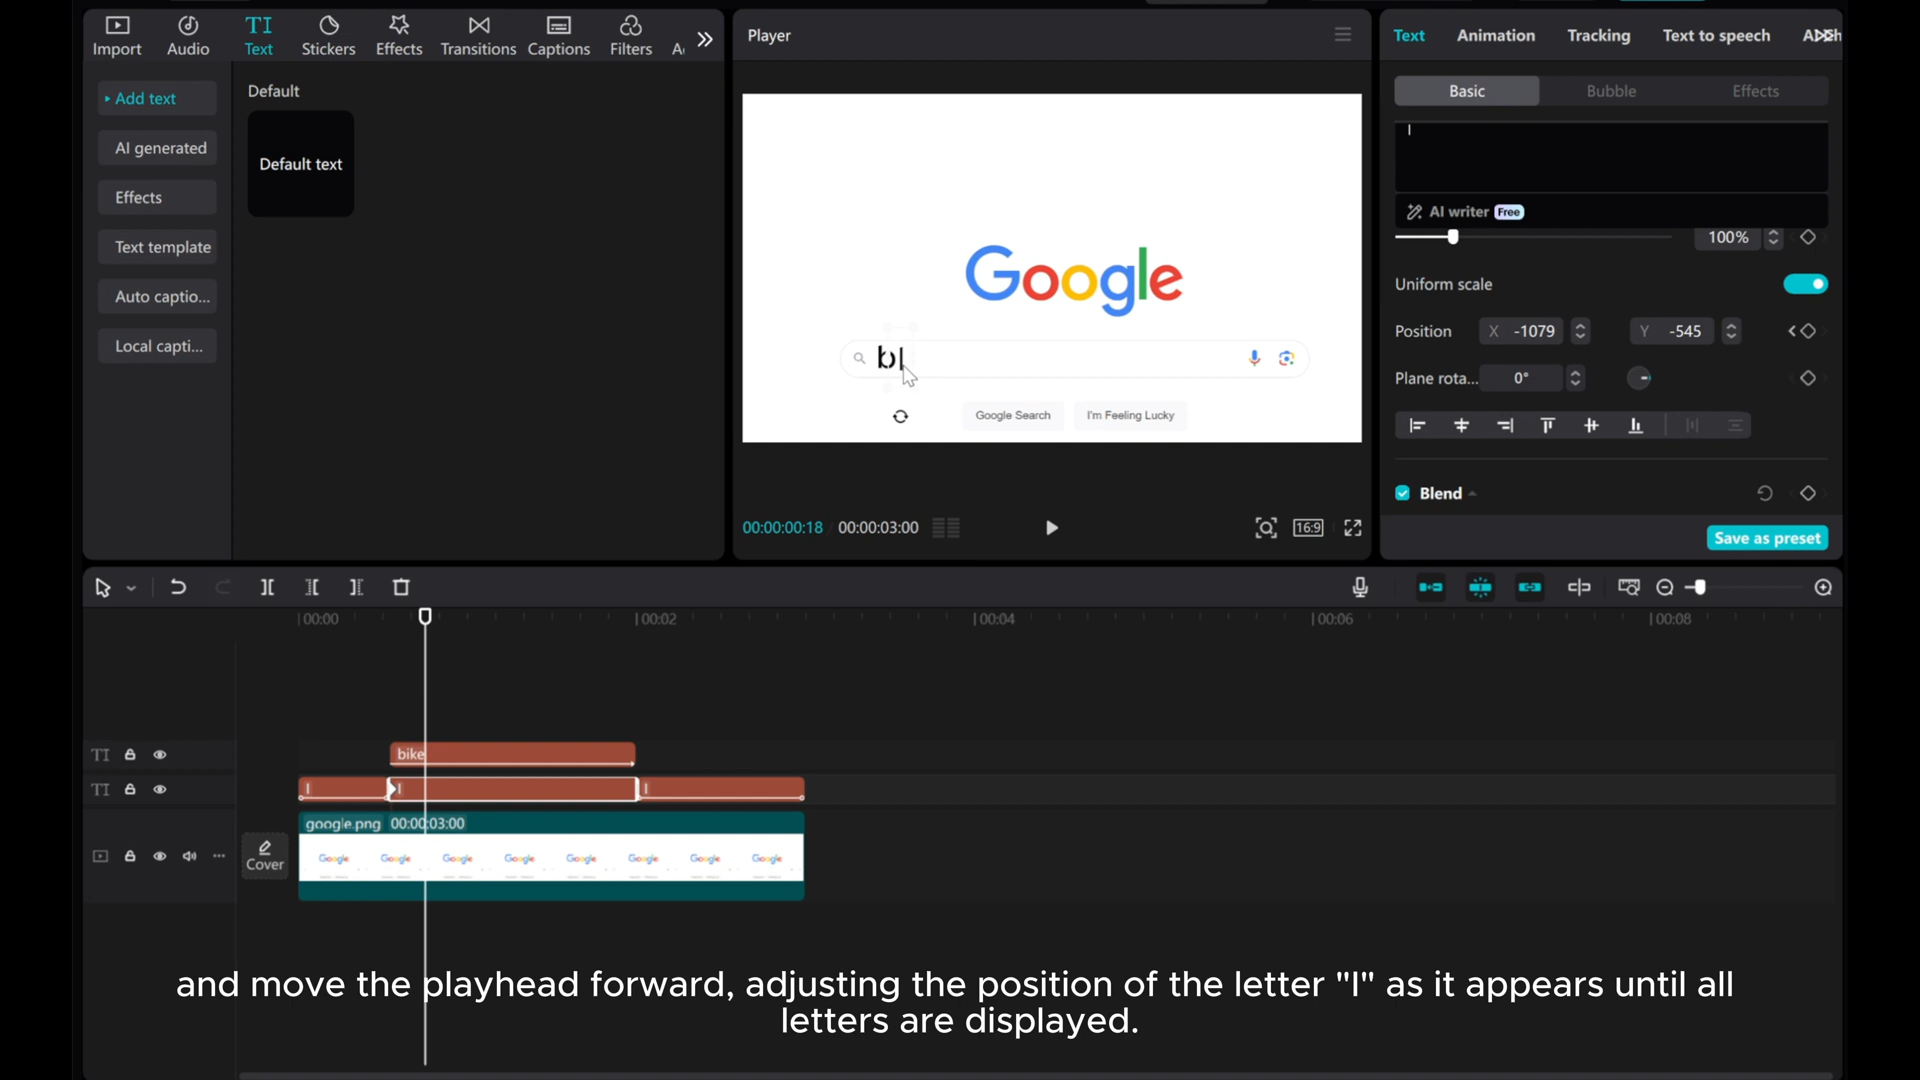 Import
Audio
TI
Text
Stickers
Effects
Transitions
Captions
Filters
Player
Text
Animation
Tracking
Text to speech
Add text
AI generated
Effects
Text template
Auto captio...
Local capti...
Default
Default text
Google
b|
Google Search
I'm Feeling Lucky
Basic
Bubble
Effects
l
AI writer Free
100%
Uniform scale
Position X -1079 Y -545
Plane rota... 0°
Blend
Save as preset
00:00:00:18 00:00:03:00
16:9
00:00 00:02 00:04 00:06 00:08
TI bike
TI l l l
google.png 00:00:03:00
Google Google Google Google Google Google Google Google
Cover
and move the playhead forward, adjusting the position of the letter "l" as it appears until all
letters are displayed.